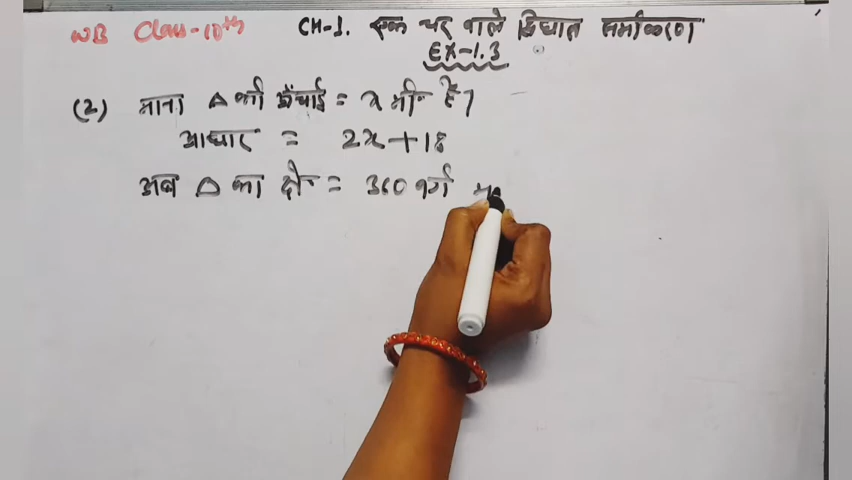 WB Class-10th CH-1. एक चर वाले द्विघात समीकरण
EX-1.3
(2) माना △ की ऊँचाई = x मी॰ है।
आधार = 2x+18
अब △ का क्षे॰ = 360 वर्ग